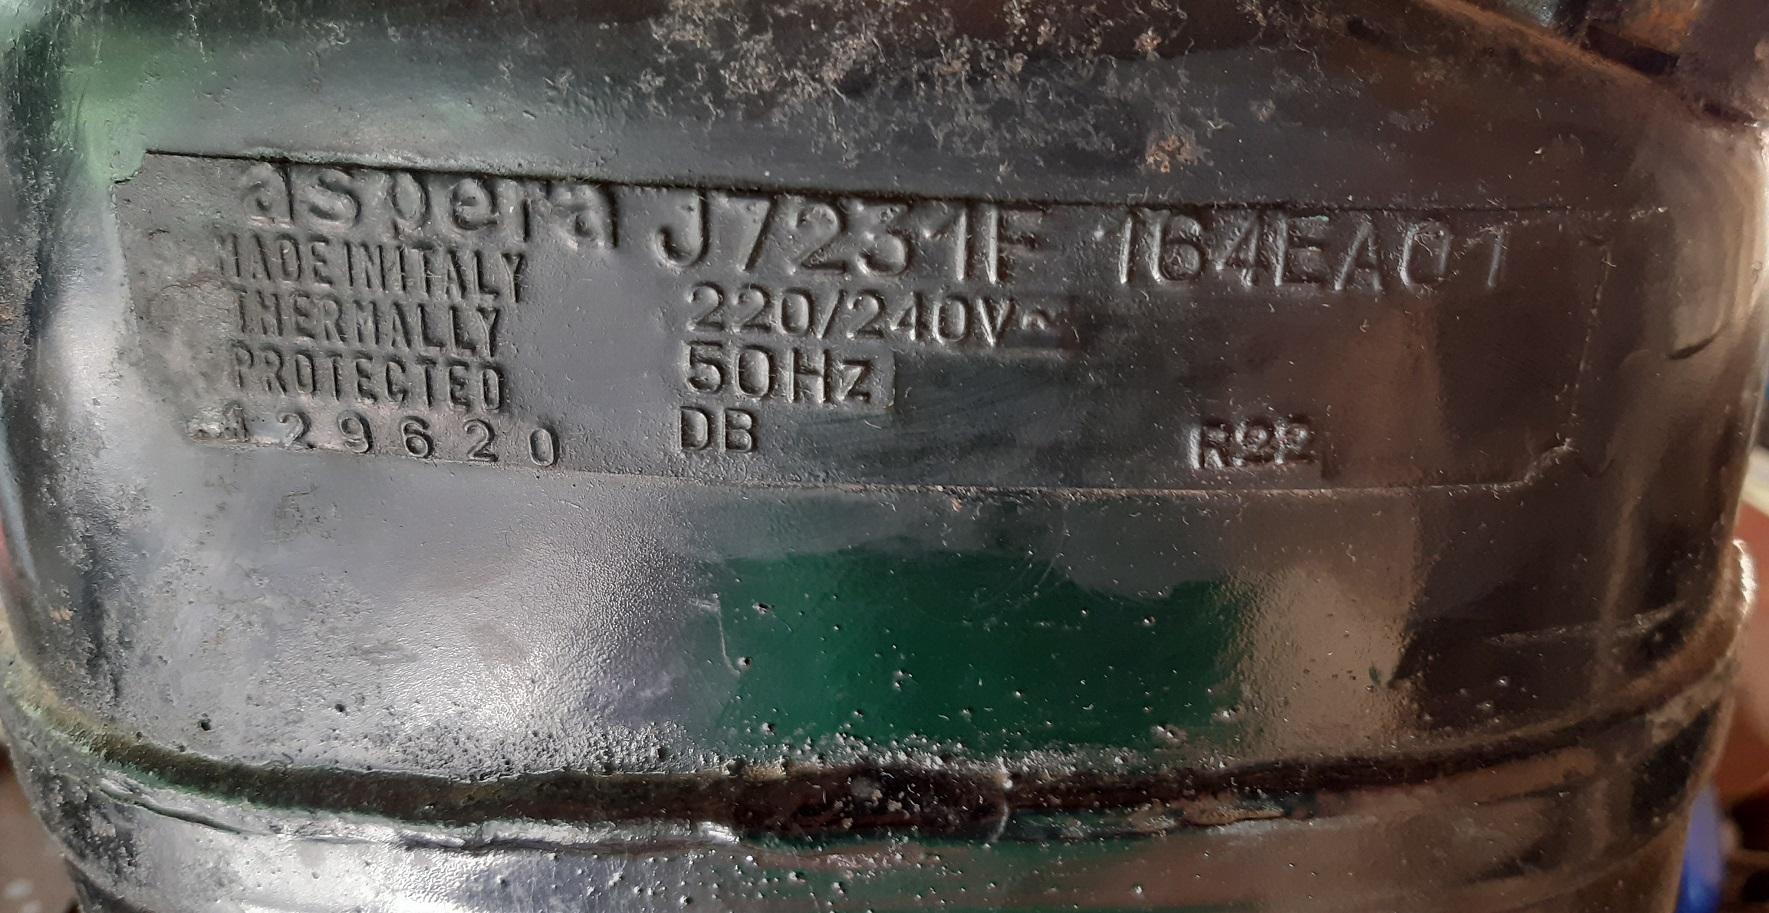 aspera J7231F 164EA01
MADE IN ITALY
THERMALLY
PROTECTED
220/240V~
50Hz
129620
DB
R22